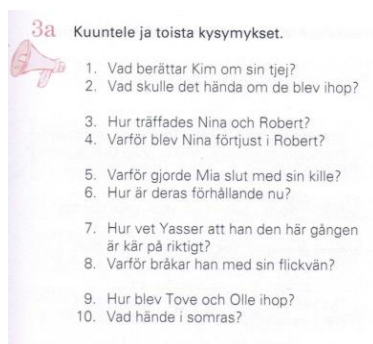 3a Kuuntele ja toista kysymykset.
1. Vad berättar Kim om sin tjej?
2. Vad skulle det hända om de blev ihop?
3. Hur träffades Nina och Robert?
4. Varför blev Nina förtjust i Robert?
5. Varför gjorde Mia slut med sin kille?
6. Hur är deras förhållande nu?
7. Hur vet Yasser att han den här gången
är kär på riktigt?
8. Varför bråkar han med sin flickvän?
9. Hur blev Tove och Olle ihop?
10. Vad hände i somras?